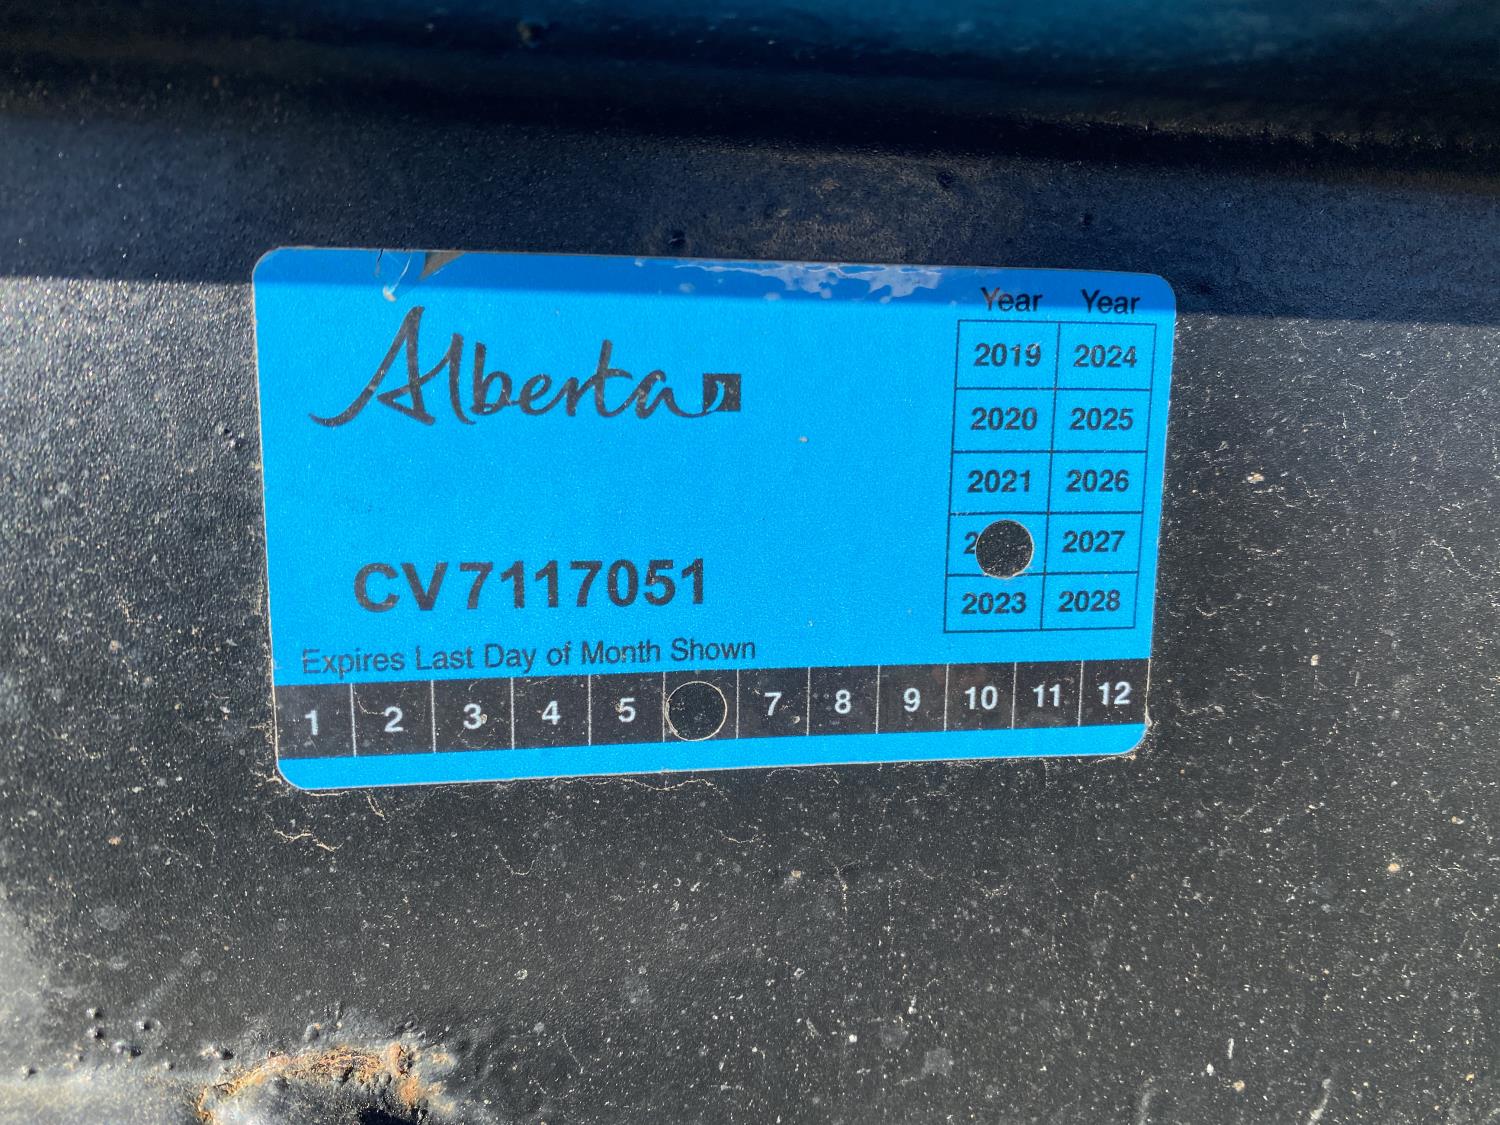 Alberta
Year Year
2019 2024
2020 2025
2021 2026
2027
2023 2028
CV7117051
Expires Last Day of Month Shown
1 2 3 4 5 7 8 9 10 11 12